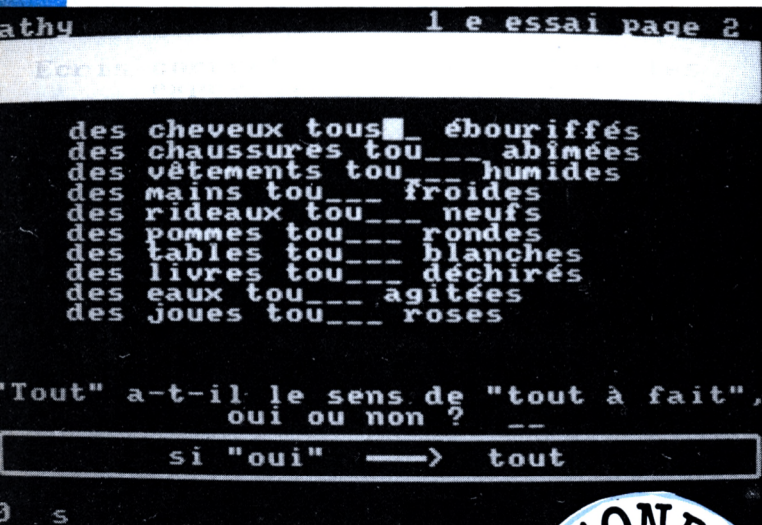 athy 1 e essai page 2
des cheveux tous_ ébouriffés
des chaussures tou___ abîmées
des vêtements tou___ humides
des mains tou___ froides
des rideaux tou___ neufs
des pommes tou___ rondes
des tables tou___ blanches
des livres tou___ déchirés
des eaux tou___ agitées
des joues tou___ roses
"Tout" a-t-il le sens de "tout à fait",
oui ou non ? __
si "oui" ——> tout
0 s